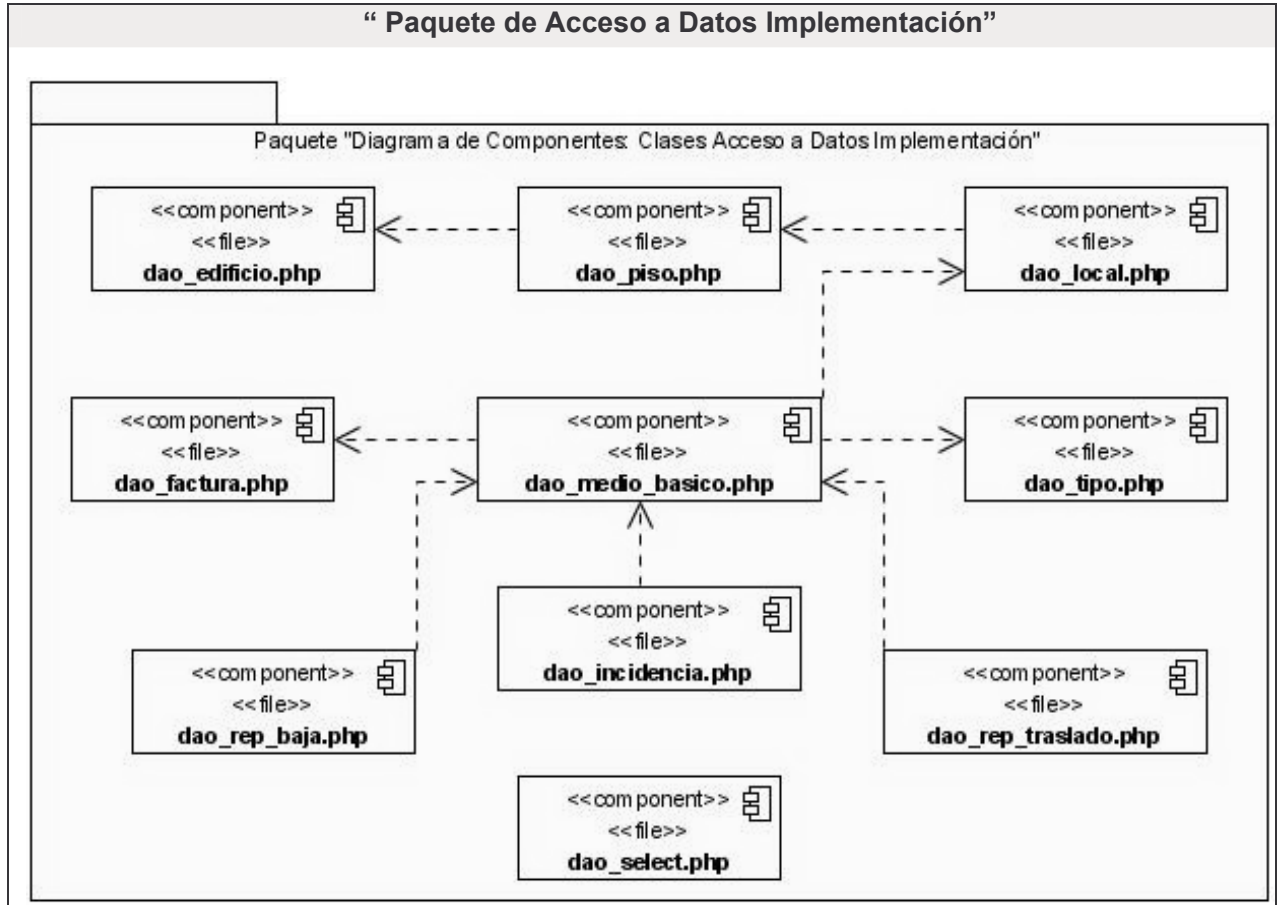 “ Paquete de Acceso a Datos Implementación”
Paquete "Diagrama de Componentes: Clases Acceso a Datos Implementación"
<<component>>
<<file>>
dao_edificio.php
<<component>>
<<file>>
dao_piso.php
<<component>>
<<file>>
dao_local.php
<<component>>
<<file>>
dao_factura.php
<<component>>
<<file>>
dao_medio_basico.php
<<component>>
<<file>>
dao_tipo.php
<<component>>
<<file>>
dao_incidencia.php
<<component>>
<<file>>
dao_rep_baja.php
<<component>>
<<file>>
dao_rep_traslado.php
<<component>>
<<file>>
dao_select.php